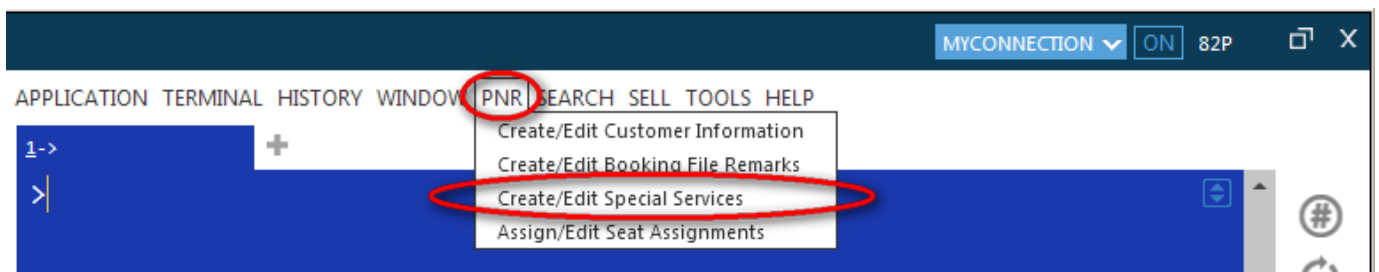 MYCONNECTION ON 82P X
APPLICATION TERMINAL HISTORY WINDOW PNR SEARCH SELL TOOLS HELP
Create/Edit Customer Information
1->
Create/Edit Booking File Remarks
>
Create/Edit Special Services
#
Assign/Edit Seat Assignments